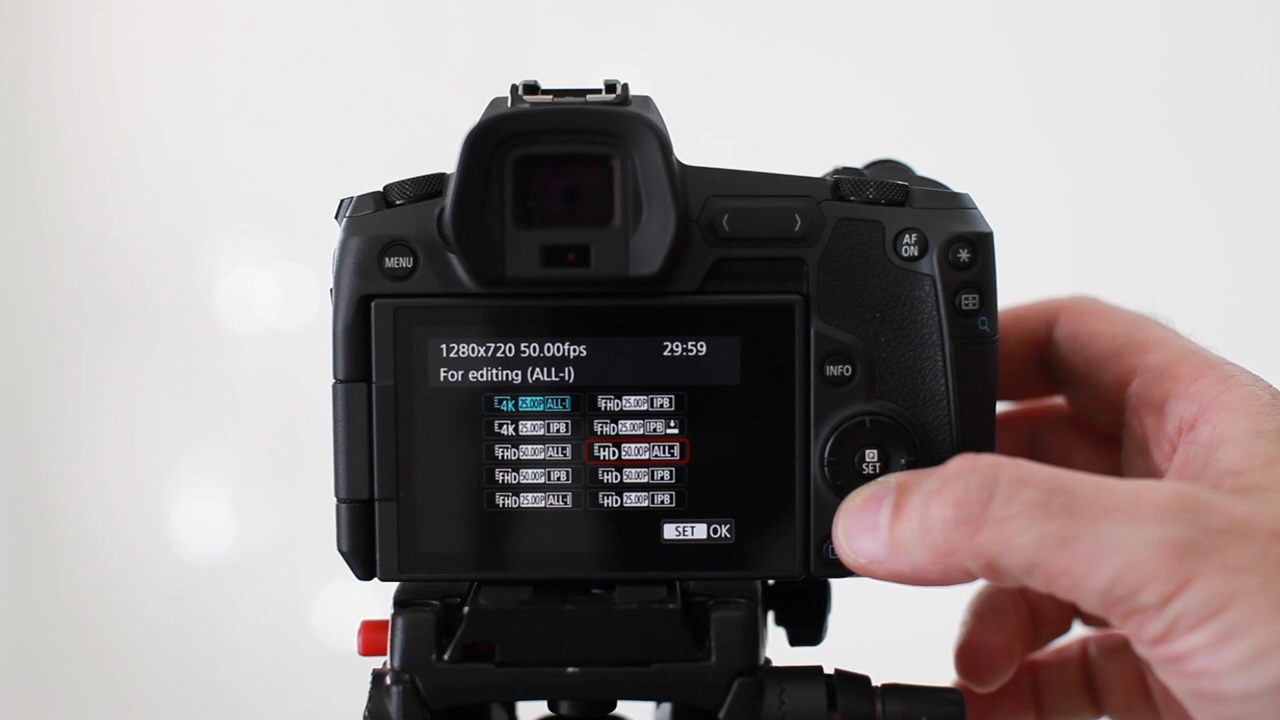 AF
ON
MENU
1280x720 50.00fps 29:59
For editing (ALL-I)
INFO
4K 25.00P ALL-I FHD 25.00P IPB
4K 25.00P IPB FHD 25.00P IPB
FHD 50.00P ALL-I HD 50.00P ALL-I
FHD 50.00P IPB HD 50.00P IPB
FHD 25.00P ALL-I HD 25.00P IPB
Q
SET
SET OK